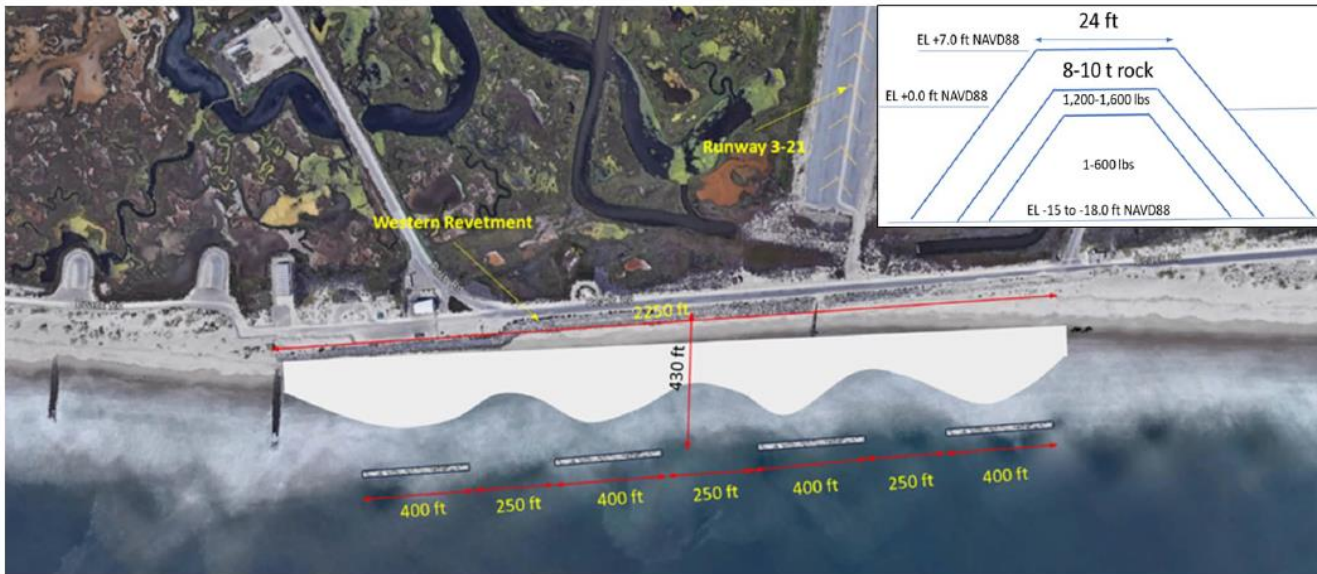 24 ft
EL +7.0 ft NAVD88
8-10 t rock
EL +0.0 ft NAVD88
1,200-1,600 lbs
1-600 lbs
EL -15 to -18.0 ft NAVD88
Runway 3-21
Western Revetment
2250 ft
430 ft
400 ft
250 ft
400 ft
250 ft
400 ft
250 ft
400 ft